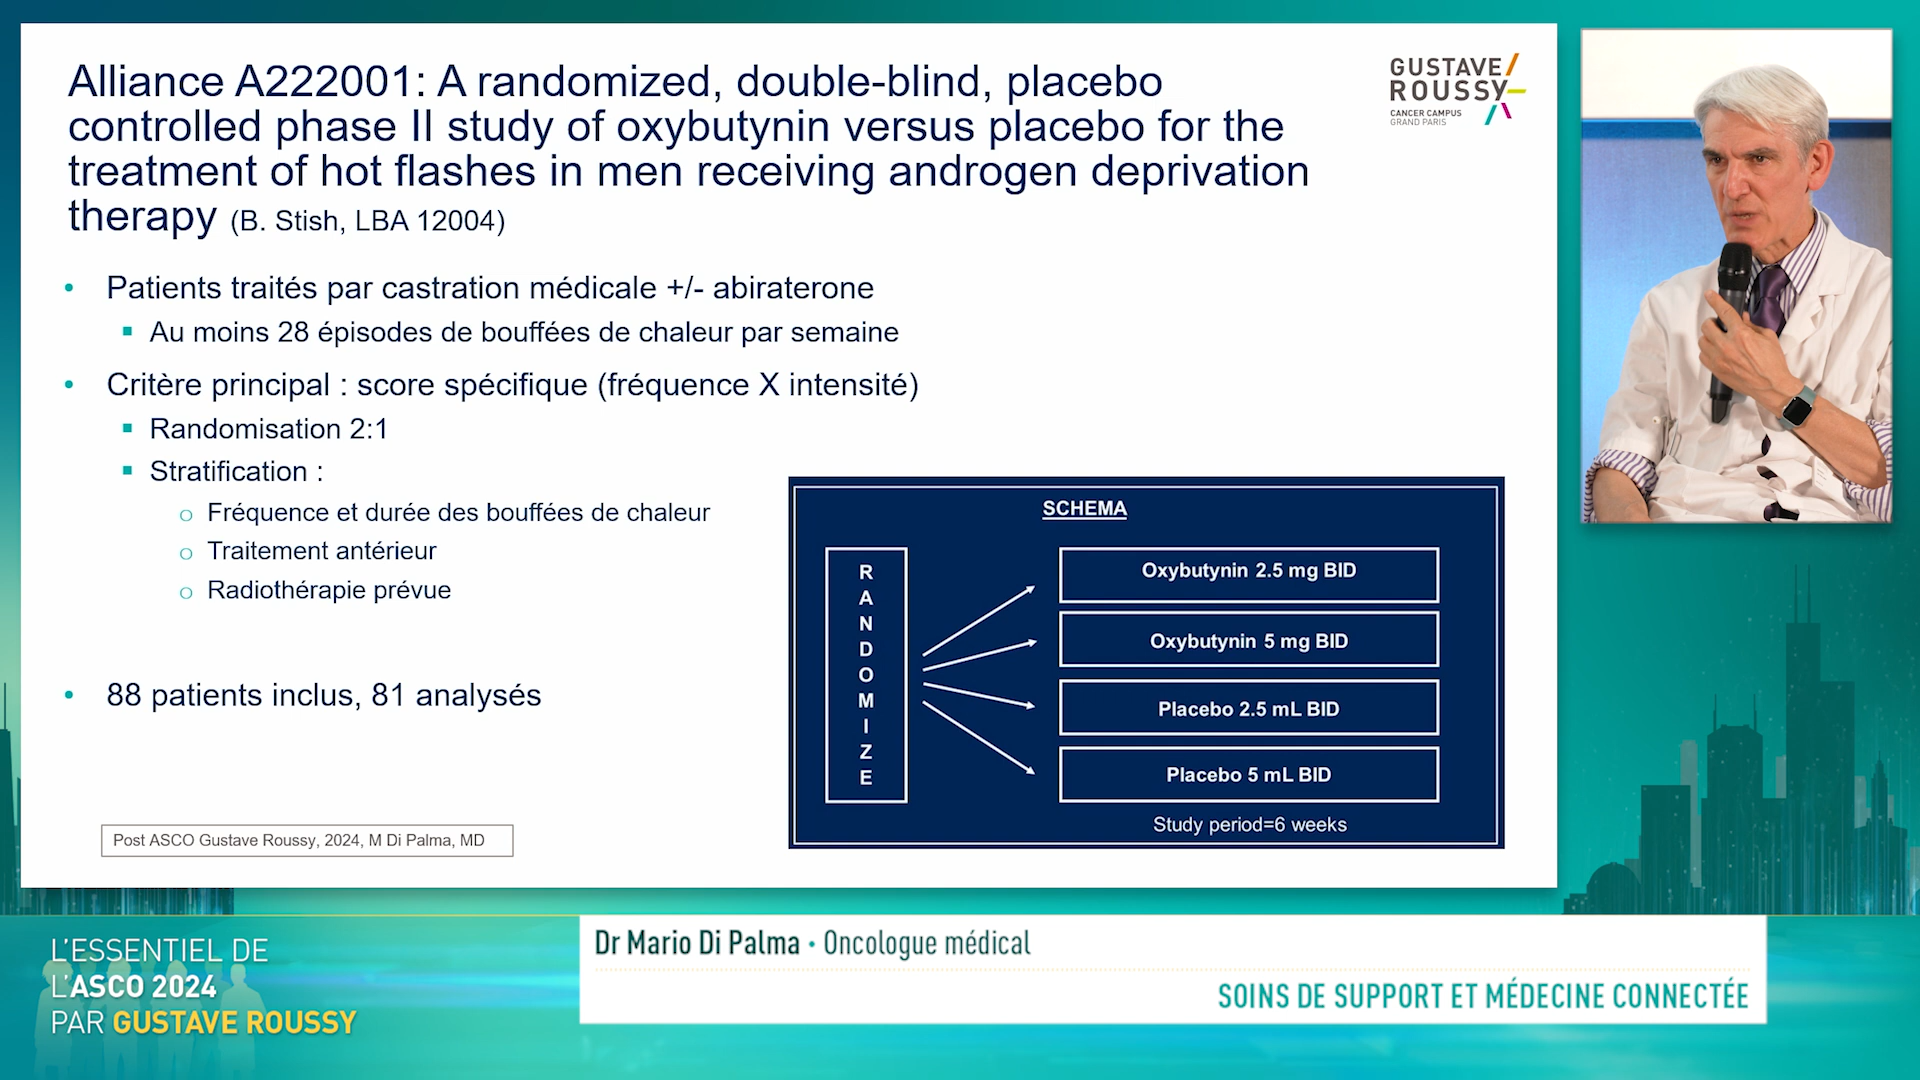 Alliance A222001: A randomized, double-blind, placebo
controlled phase II study of oxybutynin versus placebo for the
treatment of hot flashes in men receiving androgen deprivation
therapy (B. Stish, LBA 12004)
GUSTAVE
ROUSSY
CANCER CAMPUS
GRAND PARIS
• Patients traités par castration médicale +/- abiraterone
▪ Au moins 28 épisodes de bouffées de chaleur par semaine
• Critère principal : score spécifique (fréquence X intensité)
▪ Randomisation 2:1
▪ Stratification :
o Fréquence et durée des bouffées de chaleur
o Traitement antérieur
o Radiothérapie prévue
• 88 patients inclus, 81 analysés
SCHEMA
R
A
N
D
O
M
I
Z
E
Oxybutynin 2.5 mg BID
Oxybutynin 5 mg BID
Placebo 2.5 mL BID
Placebo 5 mL BID
Study period=6 weeks
Post ASCO Gustave Roussy, 2024, M Di Palma, MD
L'ESSENTIEL DE
L'ASCO 2024
PAR GUSTAVE ROUSSY
Dr Mario Di Palma • Oncologue médical
SOINS DE SUPPORT ET MÉDECINE CONNECTÉE